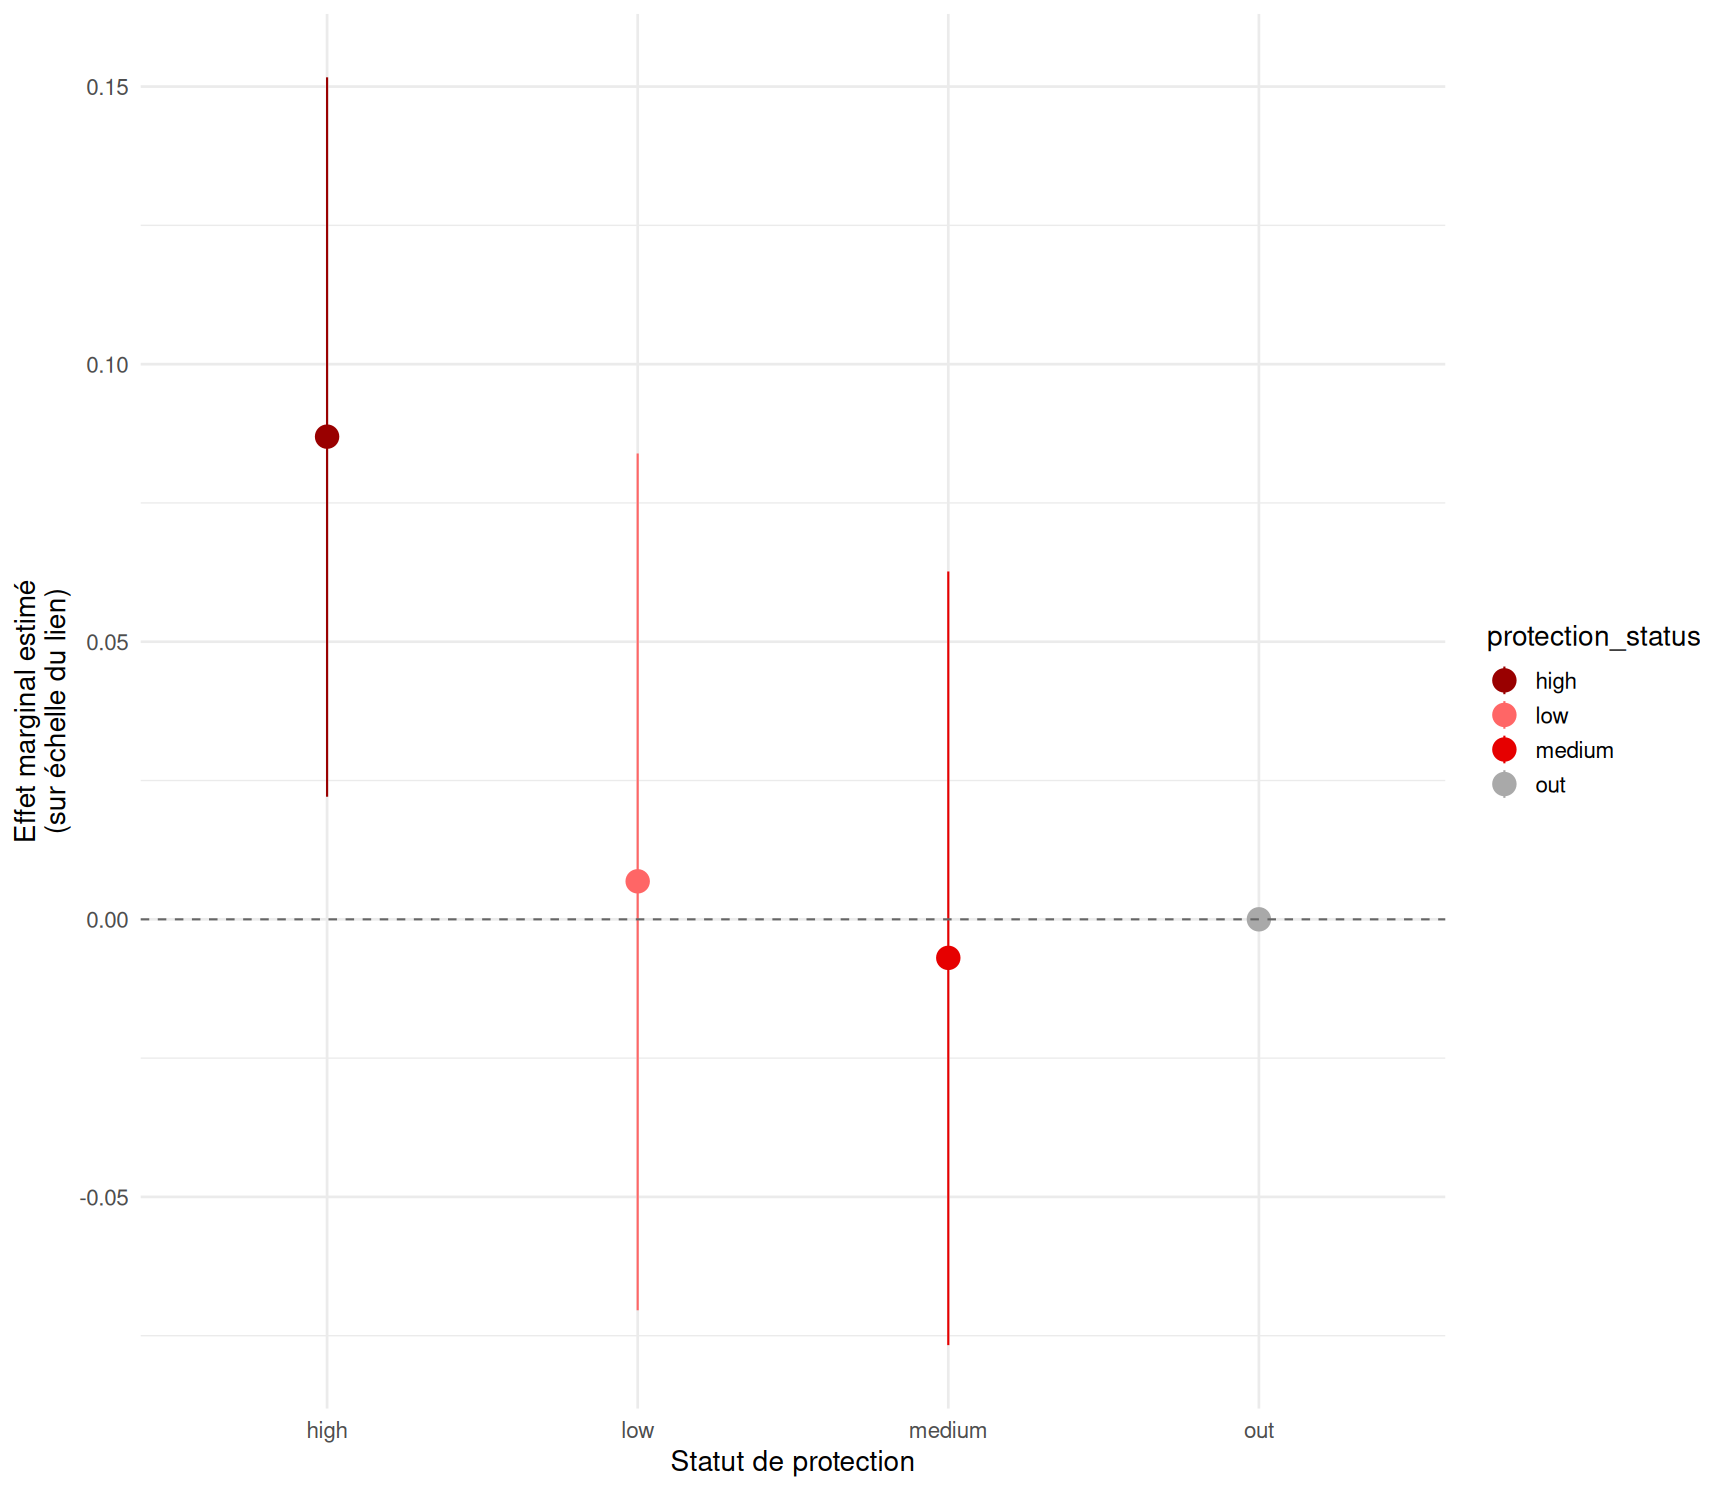 0.15
0.10
0.05
0.00
-0.05
Effet marginal estimé
(sur échelle du lien)
high
low
medium
out
Statut de protection
protection_status
high
low
medium
out